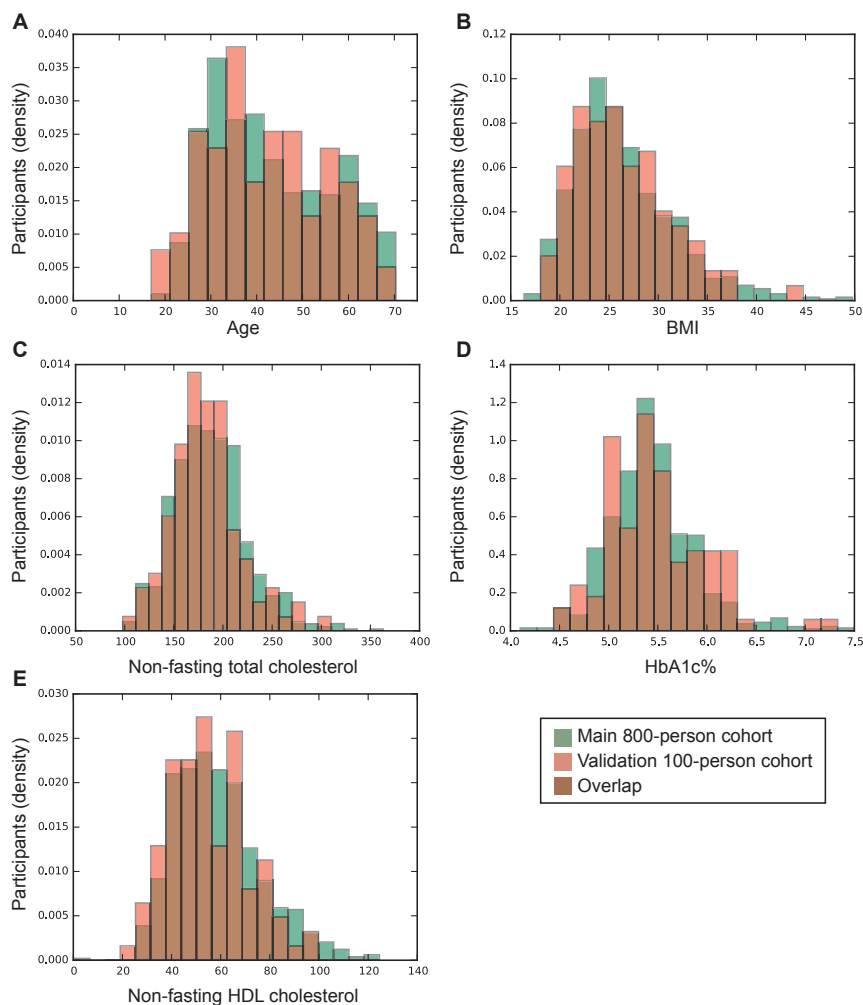 A
0.040
0.035
0.030
0.025
0.020
0.015
0.010
0.005
0.000
Participants (density)
0 10 20 30 40 50 60 70 80
Age
B
0.12
0.10
0.08
0.06
0.04
0.02
0.00
Participants (density)
15 20 25 30 35 40 45 50
BMI
C
0.014
0.012
0.010
0.008
0.006
0.004
0.002
0.000
Participants (density)
50 100 150 200 250 300 350 400
Non-fasting total cholesterol
D
1.4
1.2
1.0
0.8
0.6
0.4
0.2
0.0
Participants (density)
4.0 4.5 5.0 5.5 6.0 6.5 7.0 7.5
HbA1c%
E
0.030
0.025
0.020
0.015
0.010
0.005
0.000
Participants (density)
0 20 40 60 80 100 120 140
Non-fasting HDL cholesterol
Main 800-person cohort
Validation 100-person cohort
Overlap